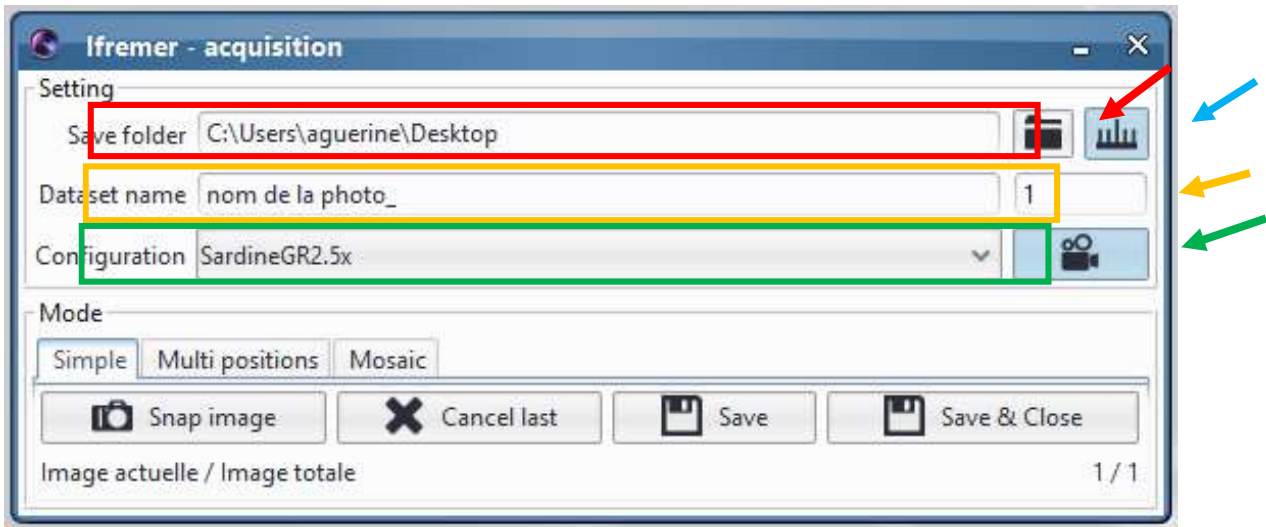 Ifremer - acquisition
Setting
Save folder C:\Users\aguerine\Desktop
Dataset name nom de la photo_ 1
Configuration SardineGR2.5x
Mode
Simple Multi positions Mosaic
Snap image Cancel last Save Save & Close
Image actuelle / Image totale 1 / 1